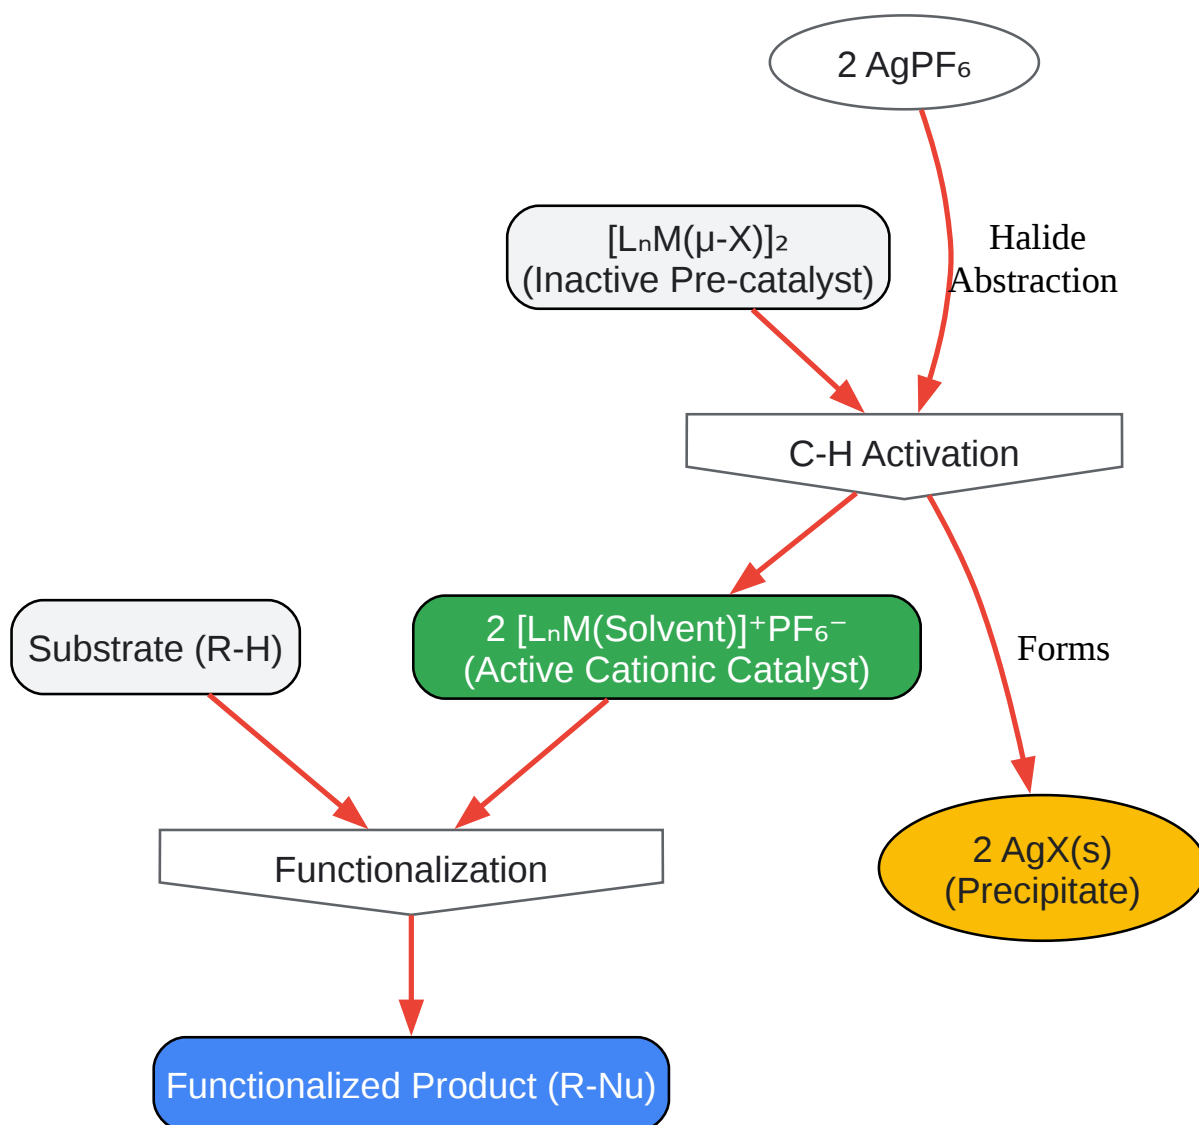 2 AgPF₆
[LₙM(μ-X)]₂
(Inactive Pre-catalyst)
Halide
Abstraction
C-H Activation
Substrate (R-H)
2 [LₙM(Solvent)]⁺PF₆⁻
(Active Cationic Catalyst)
Forms
2 AgX(s)
(Precipitate)
Functionalization
Functionalized Product (R-Nu)